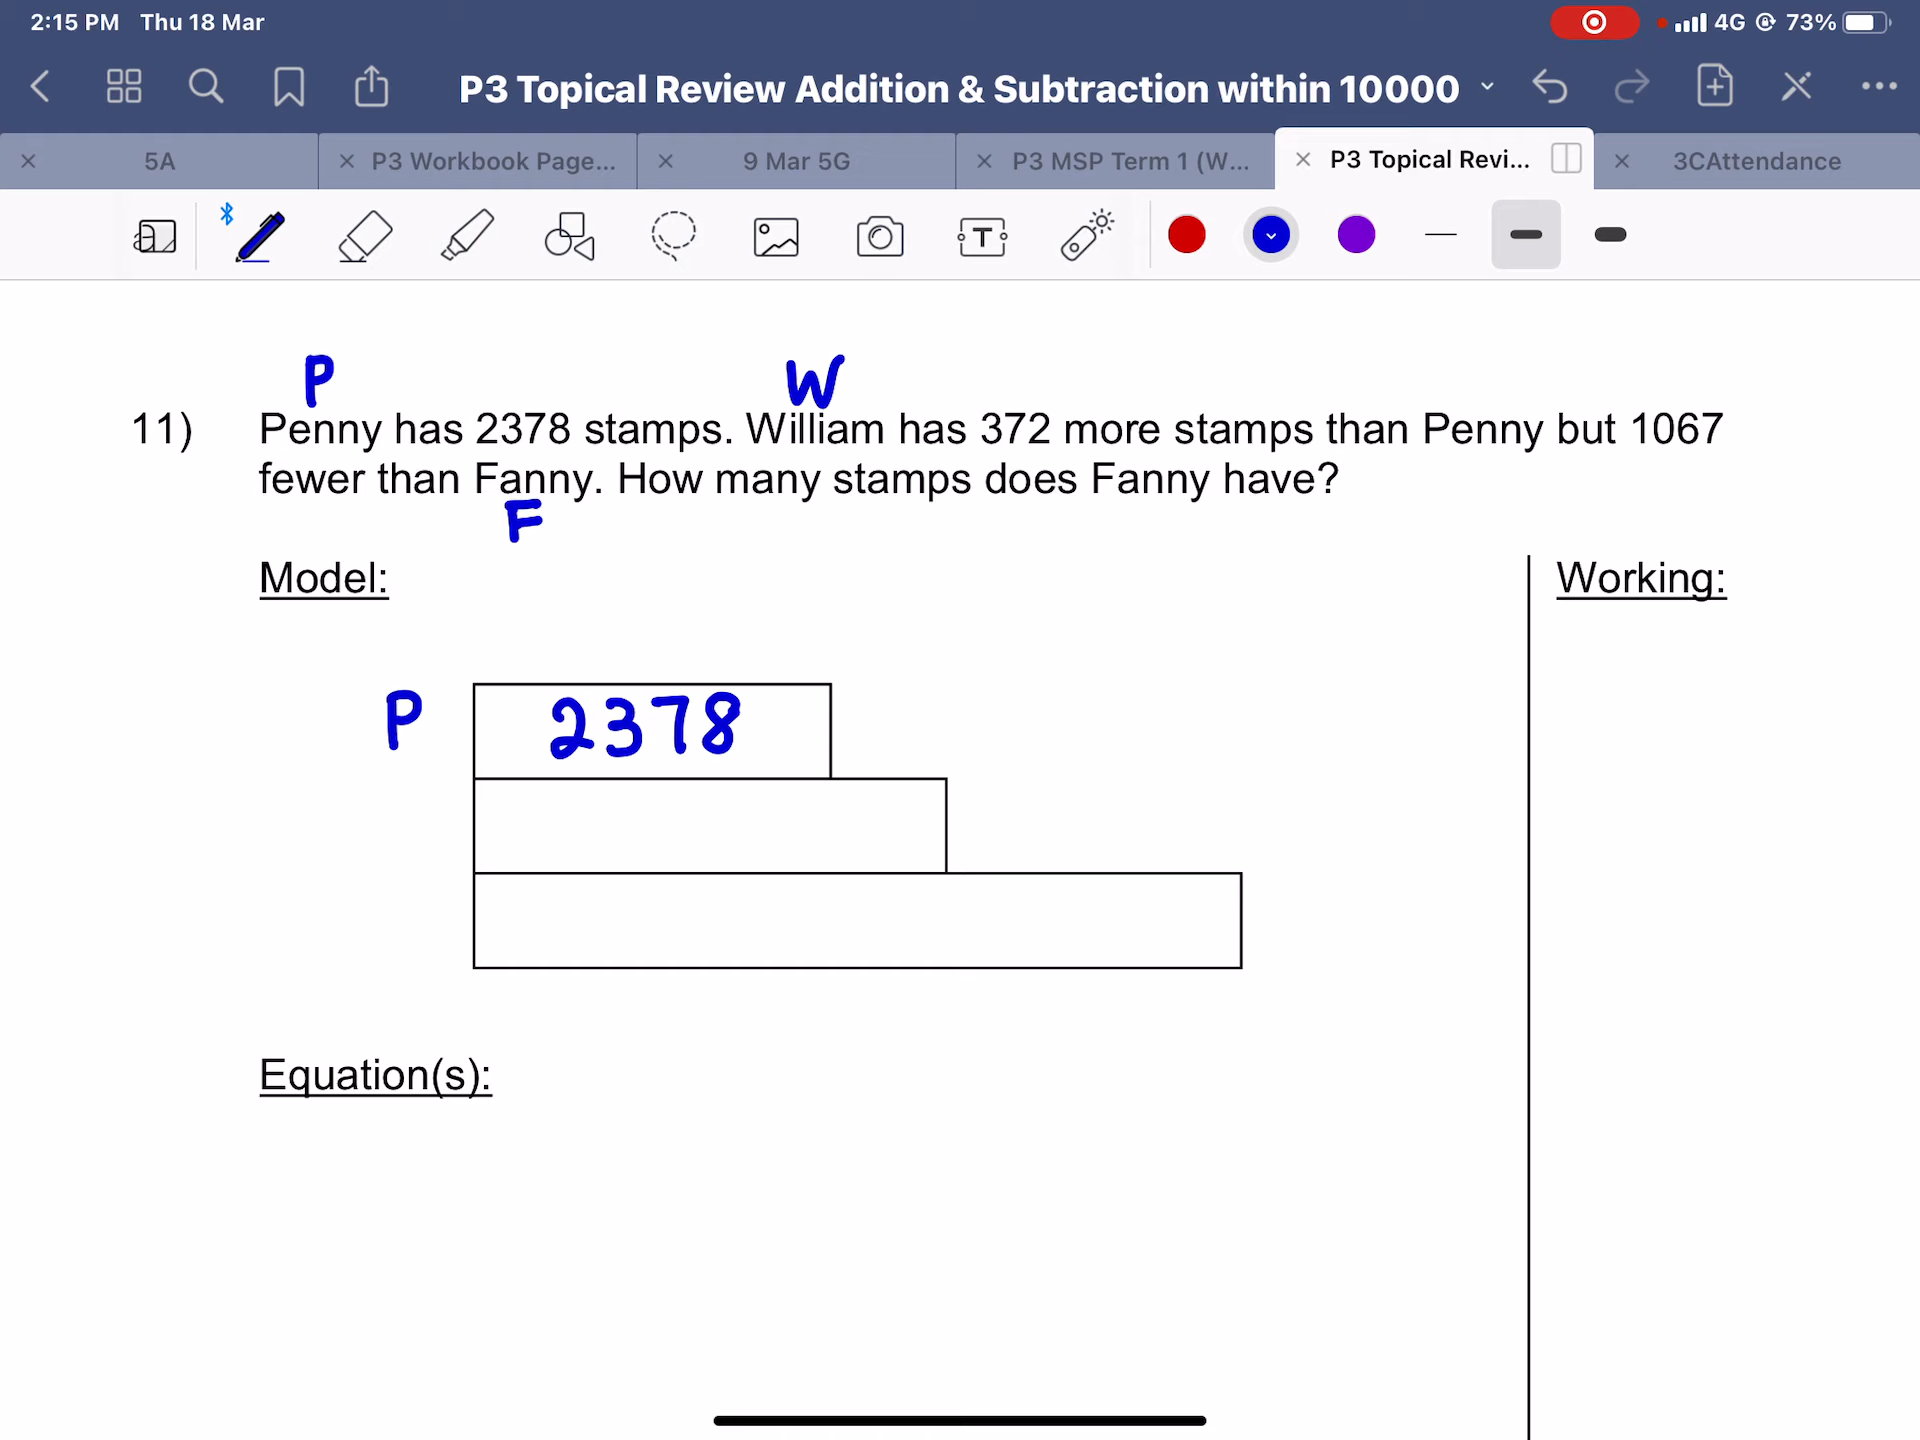 2:15 PM Thu 18 Mar
4G 73%
P3 Topical Review Addition & Subtraction within 10000
5A
P3 Workbook Page...
9 Mar 5G
P3 MSP Term 1 (W...
P3 Topical Revi...
3CAttendance
T
P W
11) Penny has 2378 stamps. William has 372 more stamps than Penny but 1067
fewer than Fanny. How many stamps does Fanny have?
F
Model:
Working:
P 2378
Equation(s):